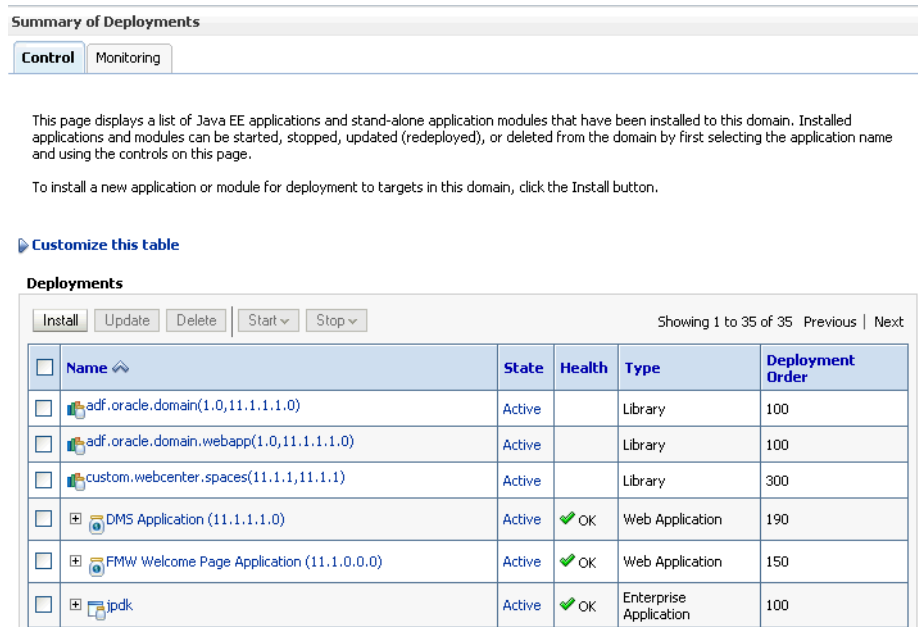 Summary of Deployments
Control Monitoring
This page displays a list of Java EE applications and stand-alone application modules that have been installed to this domain. Installed
applications and modules can be started, stopped, updated (redeployed), or deleted from the domain by first selecting the application name
and using the controls on this page.
To install a new application or module for deployment to targets in this domain, click the Install button.
Customize this table
Deployments
Install Update Delete Start Stop Showing 1 to 35 of 35 Previous | Next
Name State Health Type Deployment Order
adf.oracle.domain(1.0,11.1.1.1.0) Active Library 100
adf.oracle.domain.webapp(1.0,11.1.1.1.0) Active Library 100
custom.webcenter.spaces(11.1.1,11.1.1) Active Library 300
DMS Application (11.1.1.1.0) Active OK Web Application 190
FMW Welcome Page Application (11.1.0.0.0) Active OK Web Application 150
jpdk Active OK Enterprise Application 100